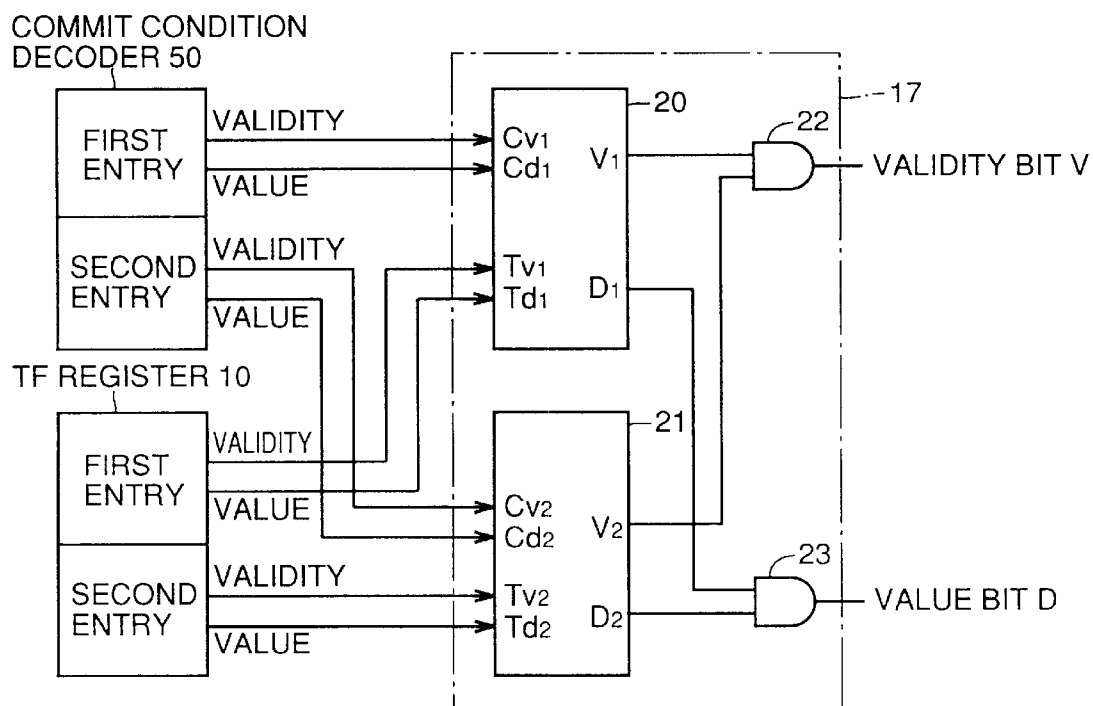 COMMIT CONDITION
DECODER 50
FIRST
ENTRY
VALIDITY
VALUE
SECOND
ENTRY
VALIDITY
VALUE
TF REGISTER 10
FIRST
ENTRY
VALIDITY
VALUE
SECOND
ENTRY
VALIDITY
VALUE
20
Cv1
Cd1
V1
Tv1
Td1
D1
21
Cv2
Cd2
V2
Tv2
Td2
D2
17
22
VALIDITY BIT V
23
VALUE BIT D